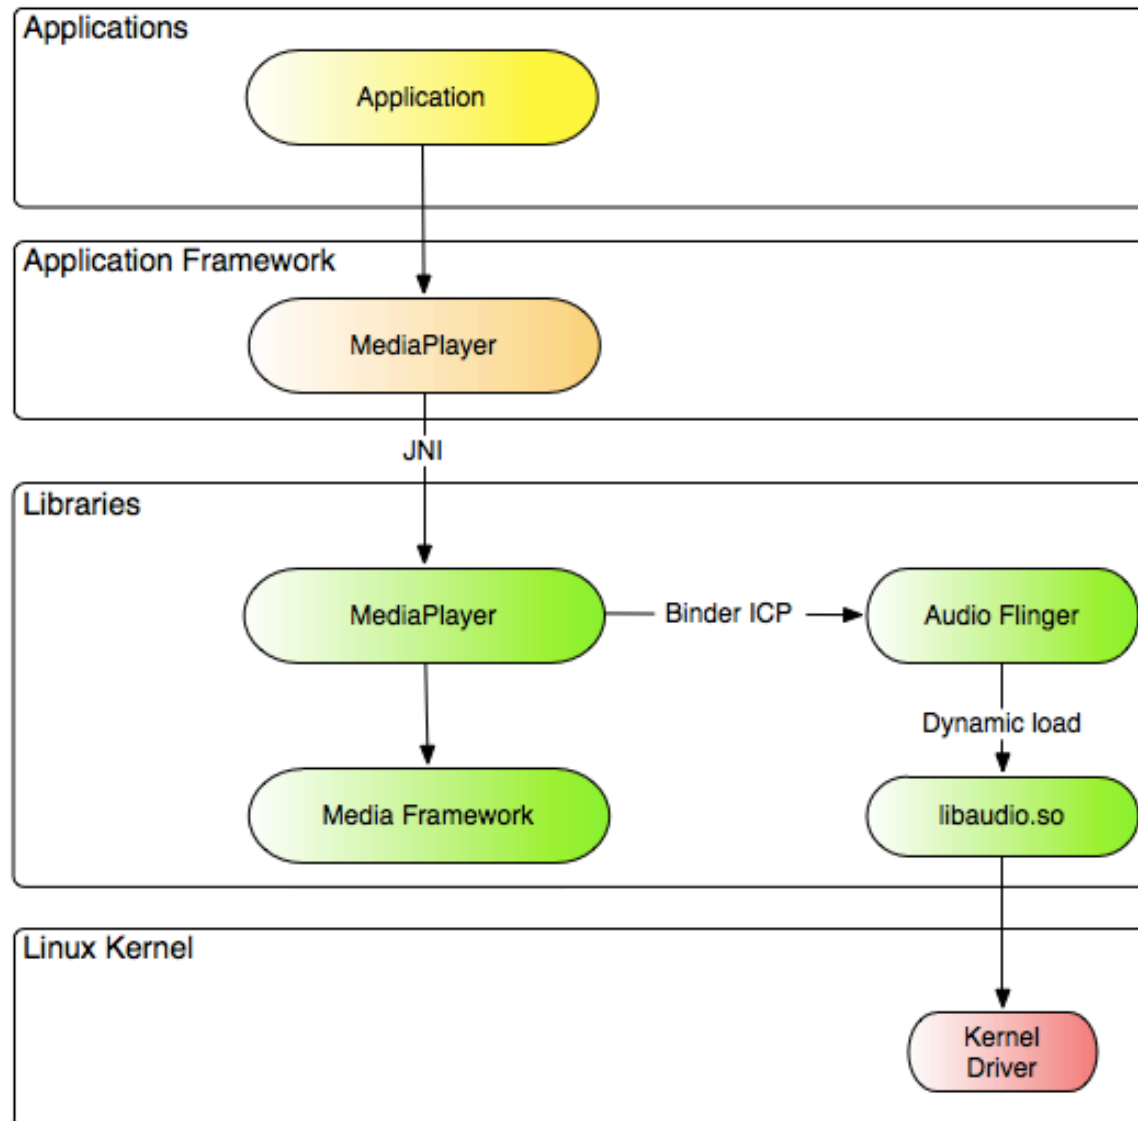 Applications
Application
Application Framework
MediaPlayer
JNI
Libraries
MediaPlayer
Binder ICP
Audio Flinger
Dynamic load
Media Framework
libaudio.so
Linux Kernel
Kernel
Driver